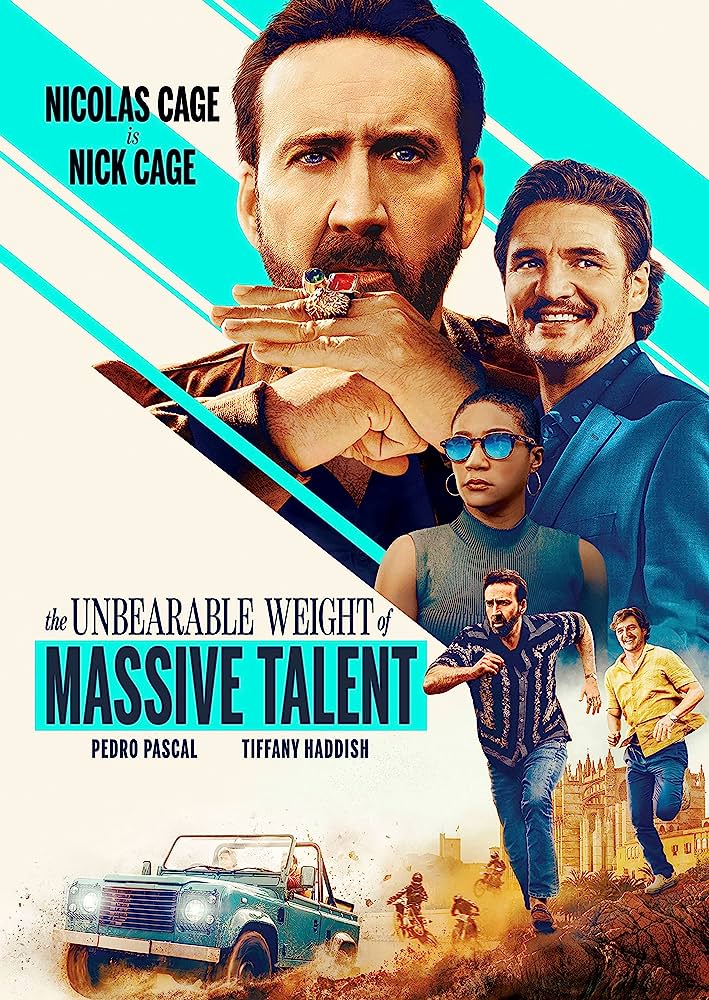 NICOLAS CAGE
is
NICK CAGE
the UNBEARABLE WEIGHT of
MASSIVE TALENT
PEDRO PASCAL TIFFANY HADDISH